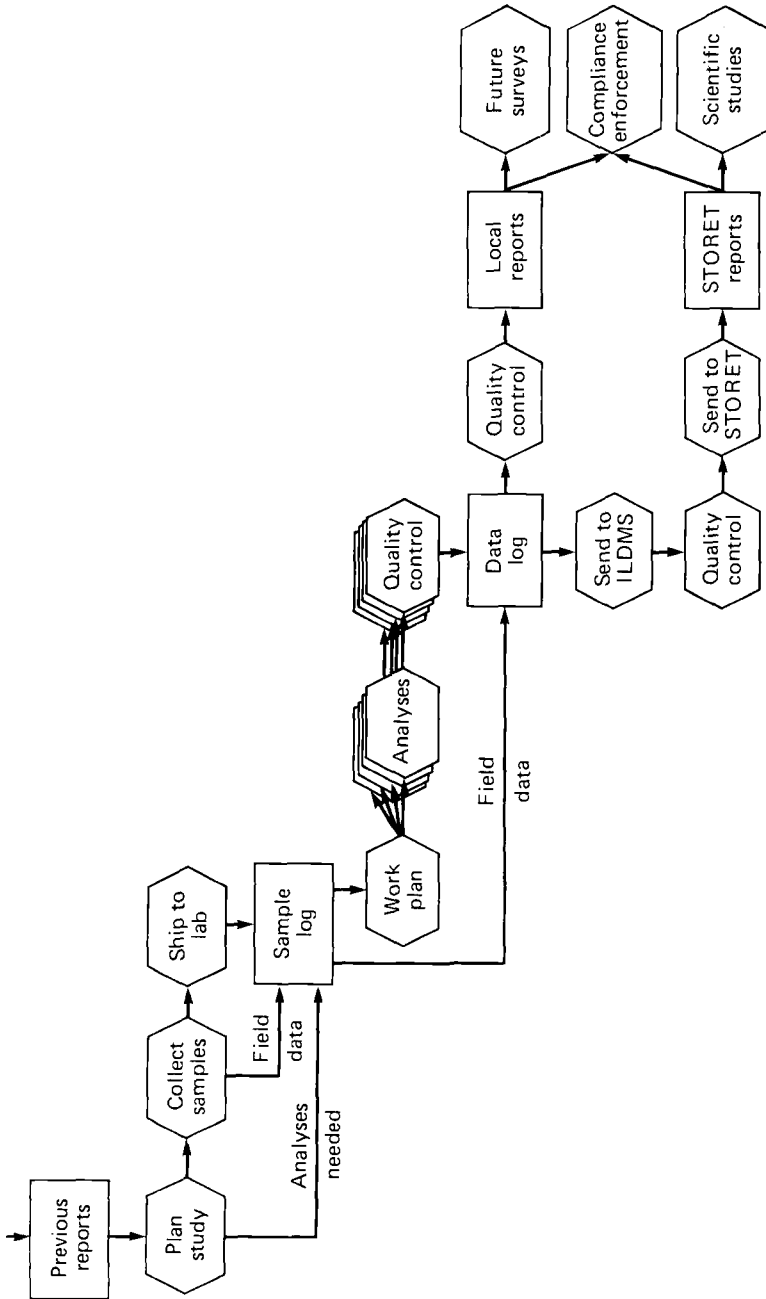 Previous
reports
Plan
study
Collect
samples
Ship to
lab
Field
data
Analyses
needed
Sample
log
Work
plan
Analyses
Quality
control
Field
data
Data
log
Quality
control
Local
reports
Future
surveys
Compliance
enforcement
Send to
ILDMS
Quality
control
Send to
STORET
STORET
reports
Scientific
studies